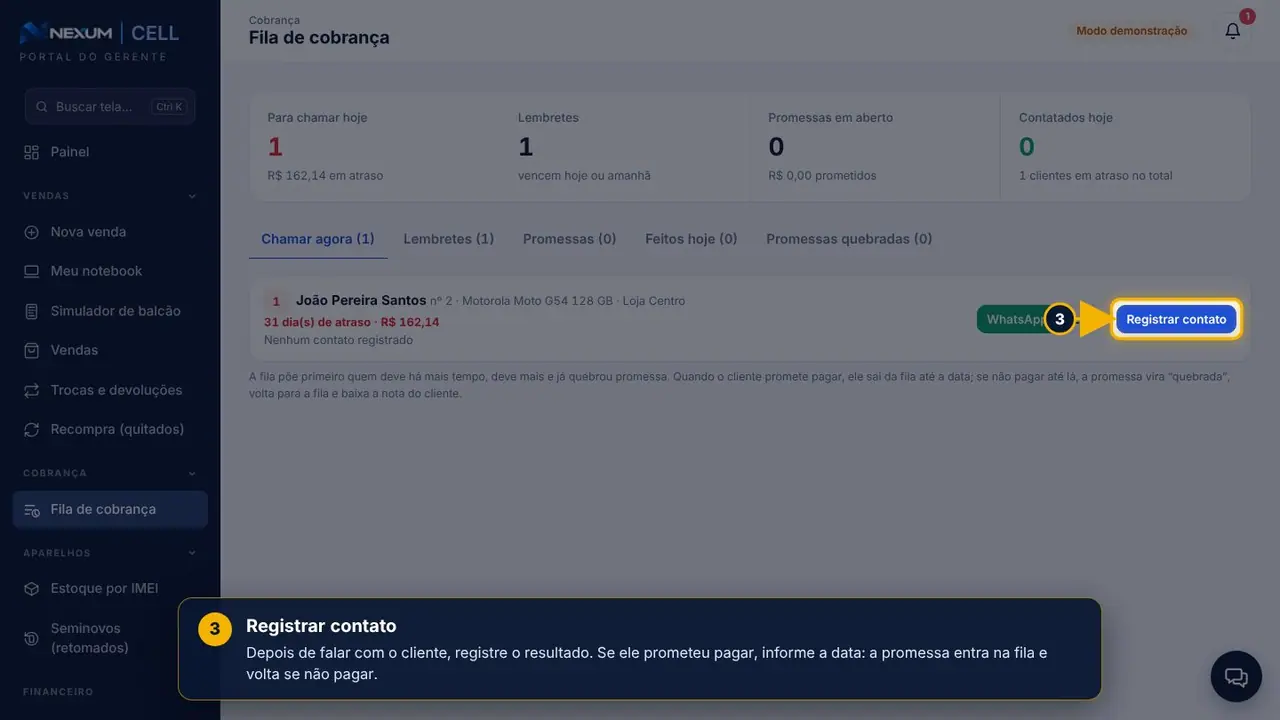 NEXUM | CELL
PORTAL DO GERENTE
Buscar tela... Ctrl K
Painel
VENDAS
Nova venda
Meu notebook
Simulador de balcão
Vendas
Trocas e devoluções
Recompra (quitados)
COBRANÇA
Fila de cobrança
APARELHOS
Estoque por IMEI
Seminovos
(retomados)
FINANCEIRO
Cobrança
Fila de cobrança
Modo demonstração
1
Para chamar hoje
1
R$ 162,14 em atraso
Lembretes
1
vencem hoje ou amanhã
Promessas em aberto
0
R$ 0,00 prometidos
Contatados hoje
0
1 clientes em atraso no total
Chamar agora (1) Lembretes (1) Promessas (0) Feitos hoje (0) Promessas quebradas (0)
1 João Pereira Santos nº 2 · Motorola Moto G54 128 GB · Loja Centro
31 dia(s) de atraso · R$ 162,14
Nenhum contato registrado
WhatsApp
3
Registrar contato
A fila põe primeiro quem deve há mais tempo, deve mais e já quebrou promessa. Quando o cliente promete pagar, ele sai da fila até a data; se não pagar até lá, a promessa vira “quebrada”,
volta para a fila e baixa a nota do cliente.
3
Registrar contato
Depois de falar com o cliente, registre o resultado. Se ele prometeu pagar, informe a data: a promessa entra na fila e
volta se não pagar.